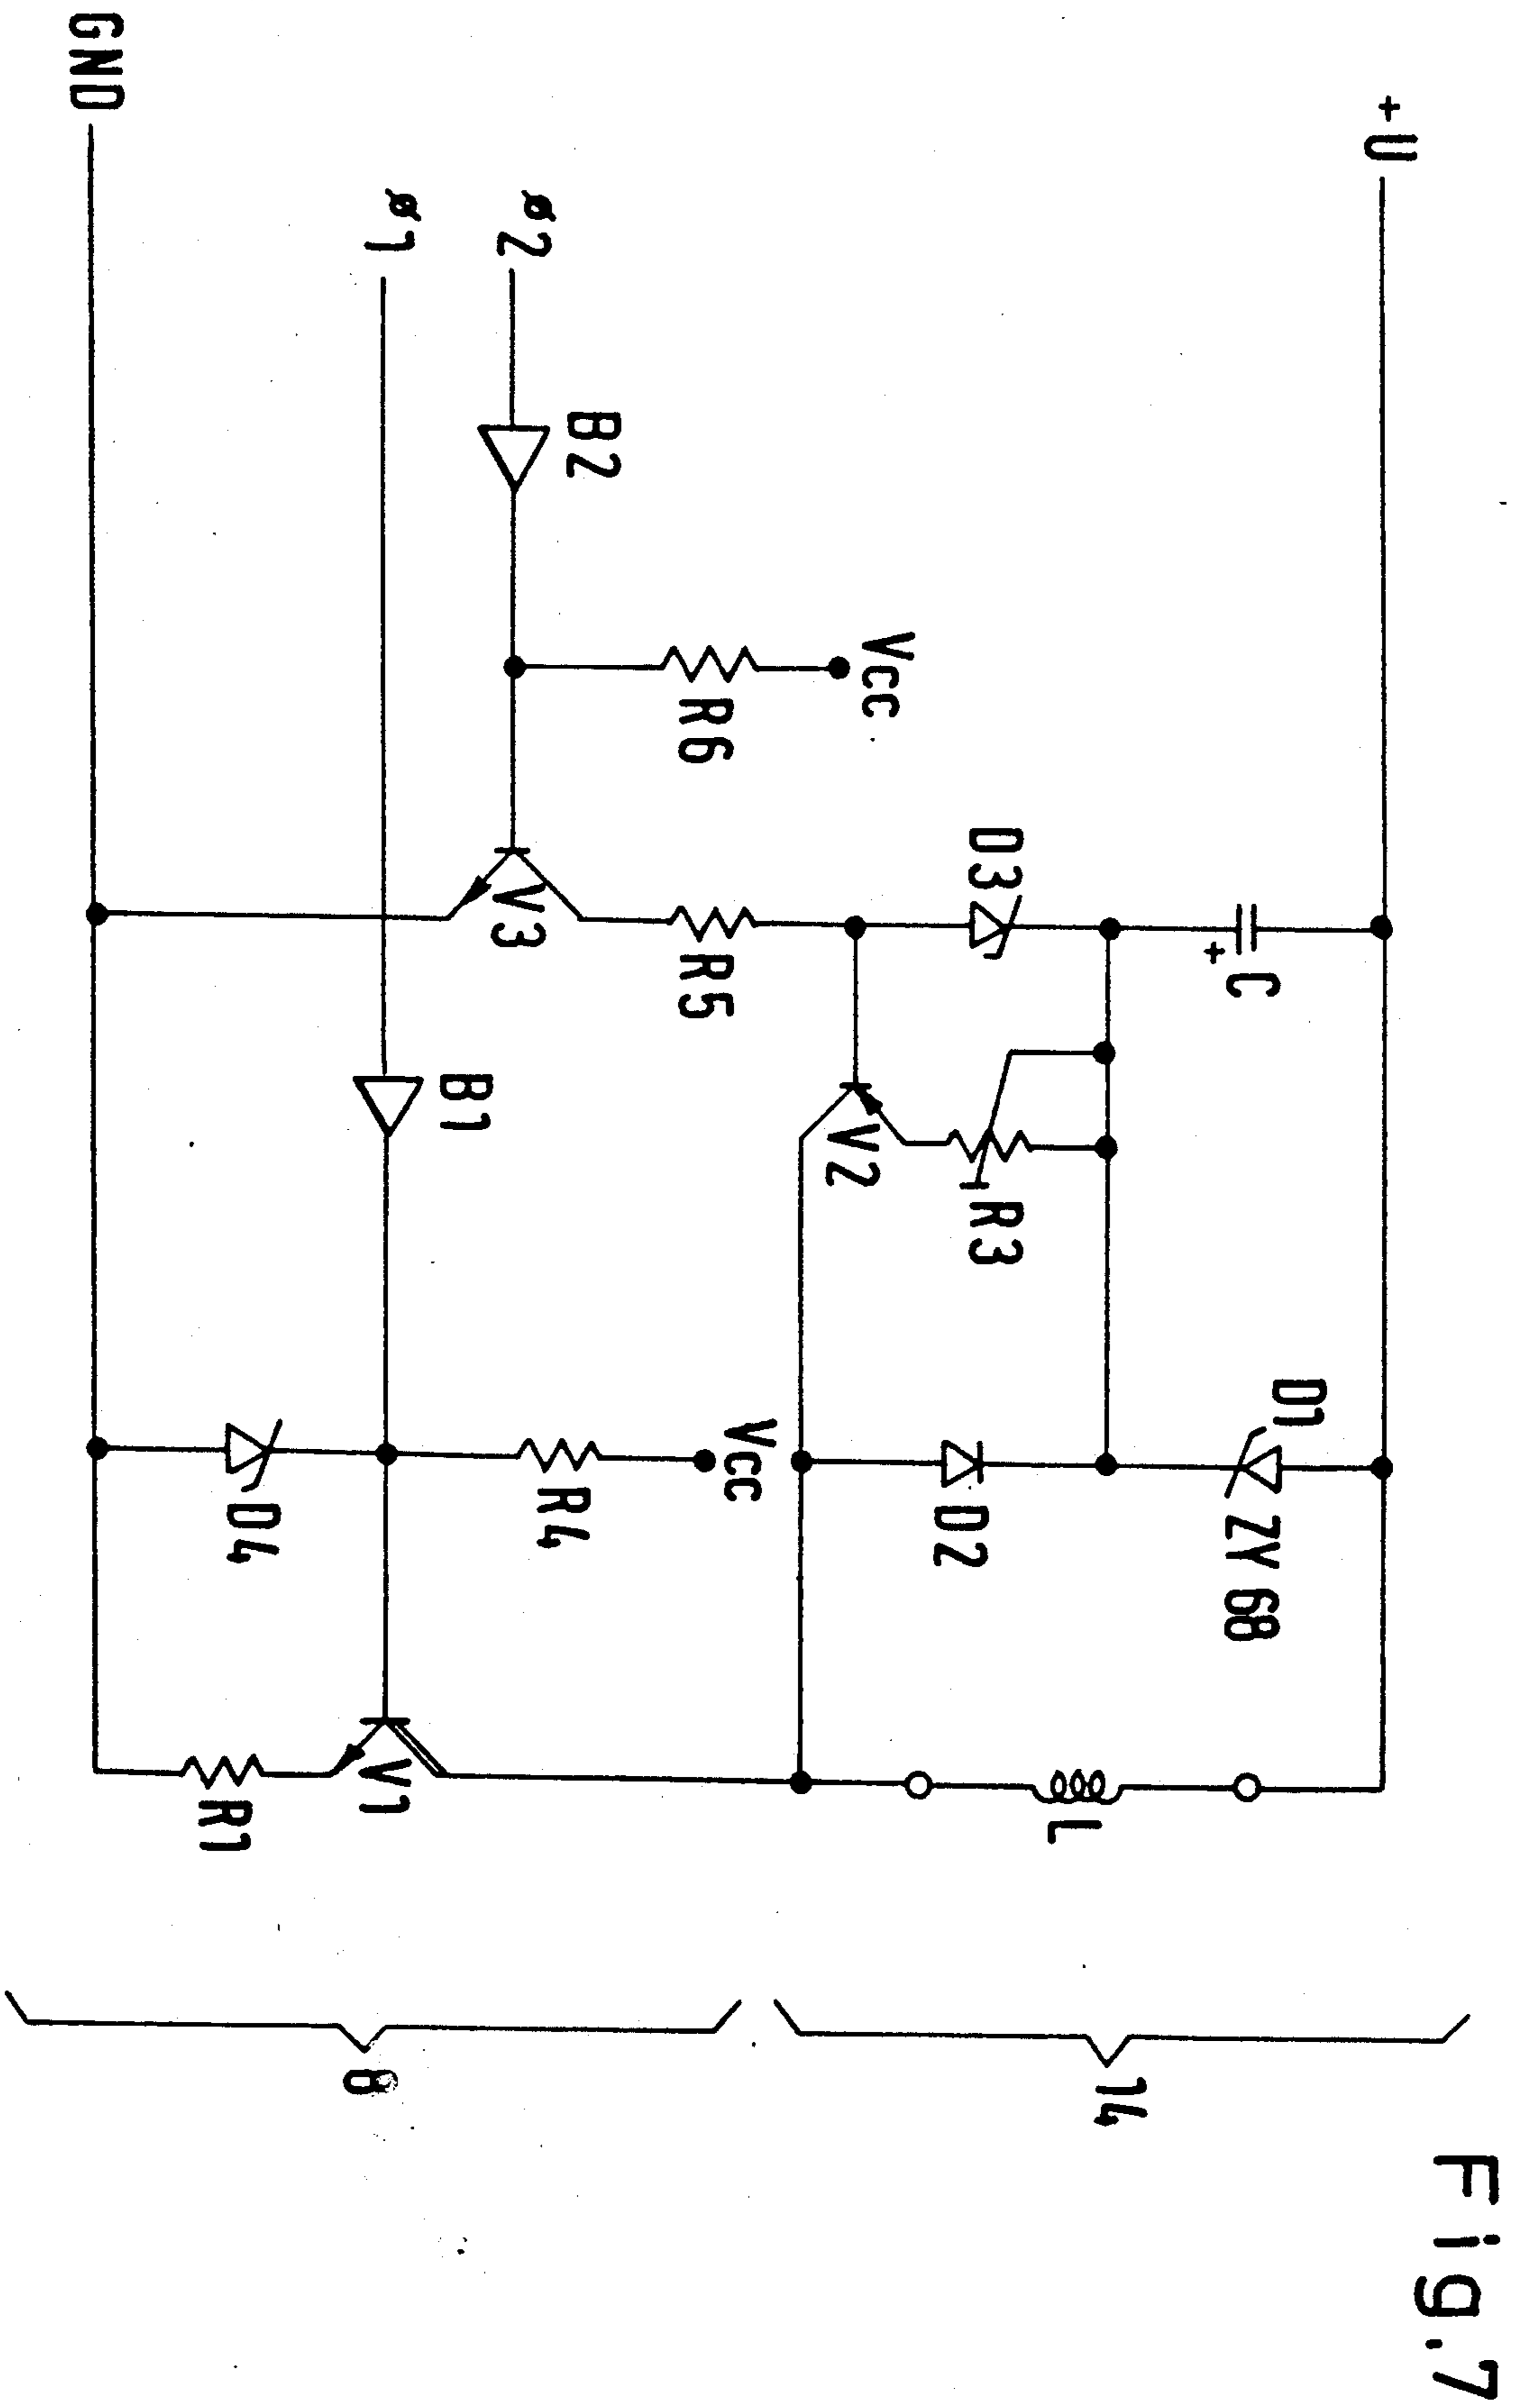 Fig.7
+U
D1
ZY 68
C
+
14
L
D3
R3
D2
Vcc
V2
Vcc
R6
R5
B2
ø2
V3
R4
B1
ø1
V1
8
D4
R1
GND